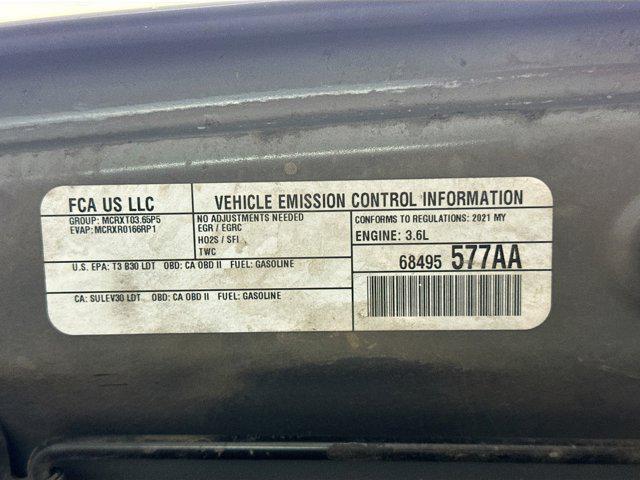 FCA US LLC
GROUP: MCRXT03.65P5
EVAP: MCRXR0166RP1
VEHICLE EMISSION CONTROL INFORMATION
NO ADJUSTMENTS NEEDED
EGR / EGRC
HO2S / SFI
TWC
CONFORMS TO REGULATIONS: 2021 MY
ENGINE: 3.6L
U.S. EPA: T3 B30 LDT OBD: CA OBD II FUEL: GASOLINE
CA: SULEV30 LDT OBD: CA OBD II FUEL: GASOLINE
68495 577AA